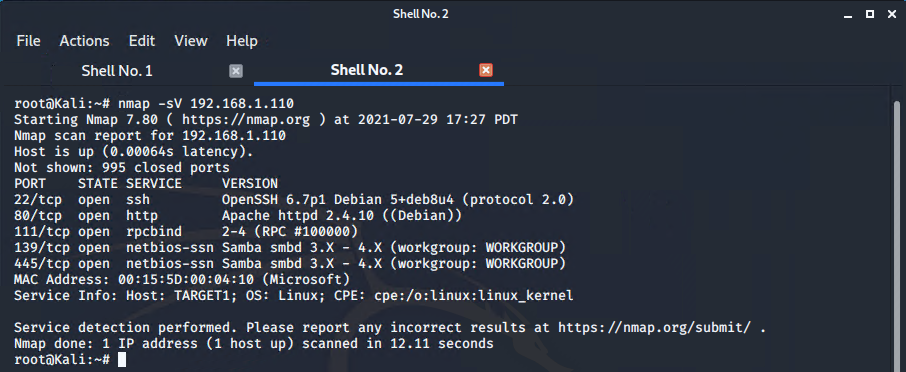 Shell No. 2
File Actions Edit View Help
Shell No. 1 Shell No. 2
root@Kali:~# nmap -sV 192.168.1.110
Starting Nmap 7.80 ( https://nmap.org ) at 2021-07-29 17:27 PDT
Nmap scan report for 192.168.1.110
Host is up (0.00064s latency).
Not shown: 995 closed ports
PORT    STATE SERVICE     VERSION
22/tcp  open  ssh         OpenSSH 6.7p1 Debian 5+deb8u4 (protocol 2.0)
80/tcp  open  http        Apache httpd 2.4.10 ((Debian))
111/tcp open  rpcbind     2-4 (RPC #100000)
139/tcp open  netbios-ssn Samba smbd 3.X - 4.X (workgroup: WORKGROUP)
445/tcp open  netbios-ssn Samba smbd 3.X - 4.X (workgroup: WORKGROUP)
MAC Address: 00:15:5D:00:04:10 (Microsoft)
Service Info: Host: TARGET1; OS: Linux; CPE: cpe:/o:linux:linux_kernel
Service detection performed. Please report any incorrect results at https://nmap.org/submit/ .
Nmap done: 1 IP address (1 host up) scanned in 12.11 seconds
root@Kali:~#